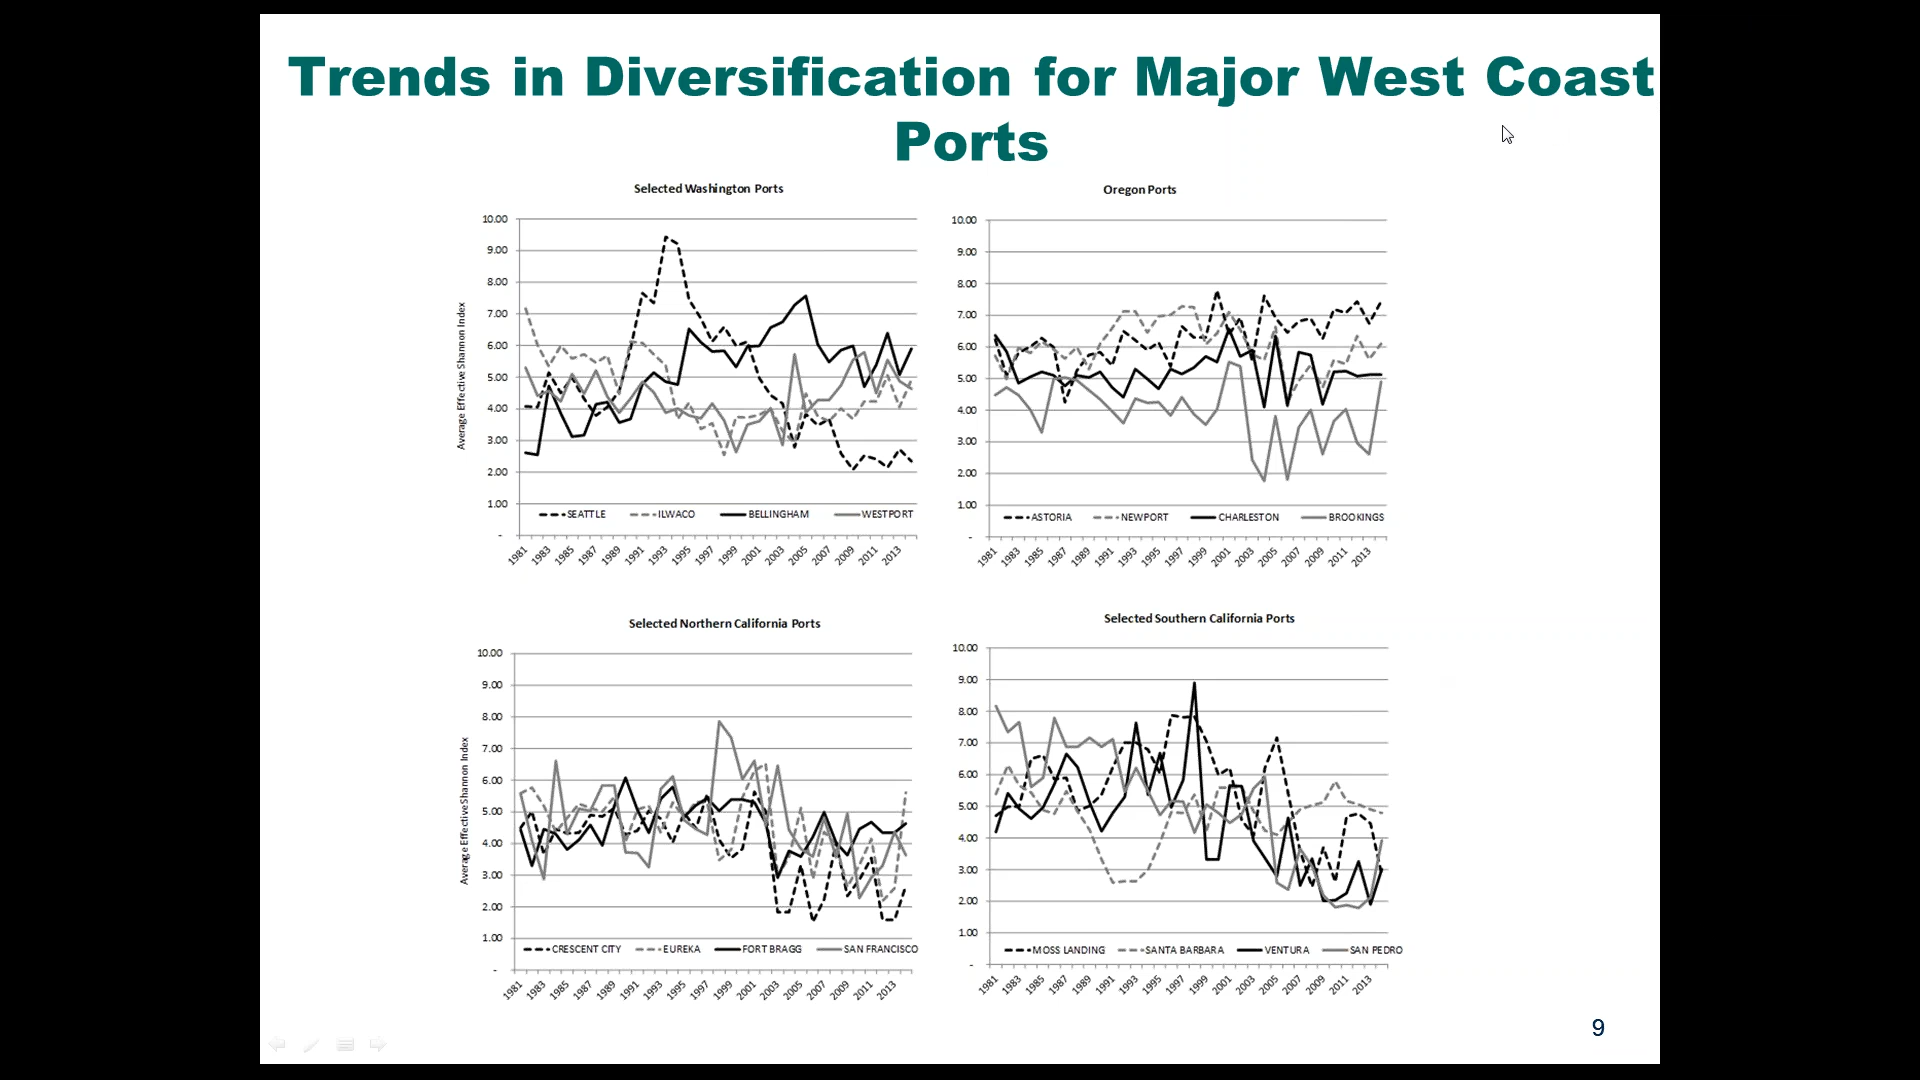 Trends in Diversification for Major West Coast
Ports
Selected Washington Ports
Average Effective Shannon Index
10.00
9.00
8.00
7.00
6.00
5.00
4.00
3.00
2.00
1.00
-
SEATTLE ILWACO BELLINGHAM WESTPORT
1981 1983 1985 1987 1989 1991 1993 1995 1997 1999 2001 2003 2005 2007 2009 2011 2013
Oregon Ports
10.00
9.00
8.00
7.00
6.00
5.00
4.00
3.00
2.00
1.00
-
ASTORIA NEWPORT CHARLESTON BROOKINGS
1981 1983 1985 1987 1989 1991 1993 1995 1997 1999 2001 2003 2005 2007 2009 2011 2013
Selected Northern California Ports
Average Effective Shannon Index
10.00
9.00
8.00
7.00
6.00
5.00
4.00
3.00
2.00
1.00
-
CRESCENT CITY EUREKA FORT BRAGG SAN FRANCISCO
1981 1983 1985 1987 1989 1991 1993 1995 1997 1999 2001 2003 2005 2007 2009 2011 2013
Selected Southern California Ports
10.00
9.00
8.00
7.00
6.00
5.00
4.00
3.00
2.00
1.00
-
MOSS LANDING SANTA BARBARA VENTURA SAN PEDRO
1981 1983 1985 1987 1989 1991 1993 1995 1997 1999 2001 2003 2005 2007 2009 2011 2013
9